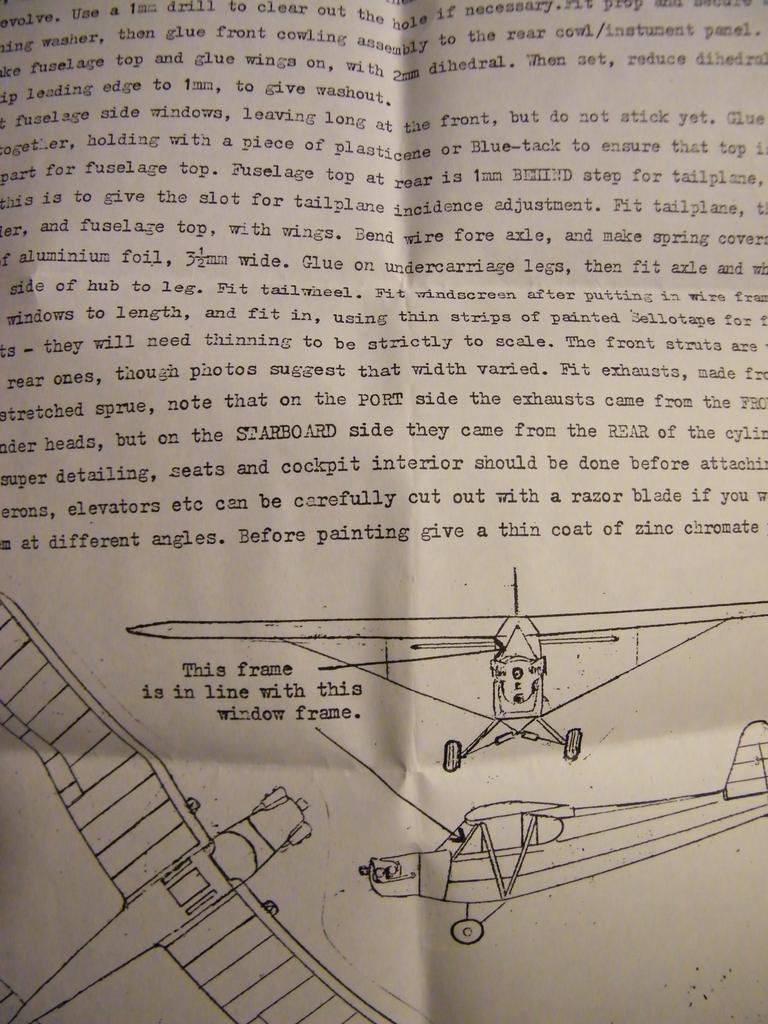 evolve. Use a 1mm drill to clear out the hole if necessary. Fit prop and secure
ning washer, then glue front cowling assembly to the rear cowl/instument panel.
ke fuselage top and glue wings on, with 2mm dihedral. When set, reduce dihedral
ip leading edge to 1mm, to give washout.
t fuselage side windows, leaving long at the front, but do not stick yet. Glue
together, holding with a piece of plasticene or Blue-tack to ensure that top i
part for fuselage top. Fuselage top at rear is 1mm BEHIND step for tailplane,
this is to give the slot for tailplane incidence adjustment. Fit tailplane, t
er, and fuselage top, with wings. Bend wire fore axle, and make spring covers
f aluminium foil, 3½mm wide. Glue on undercarriage legs, then fit axle and wh
side of hub to leg. Fit tailwheel. Fit windscreen after putting in wire fram
windows to length, and fit in, using thin strips of painted Sellotape for f
ts - they will need thinning to be strictly to scale. The front struts are
rear ones, though photos suggest that width varied. Fit exhausts, made fro
stretched sprue, note that on the PORT side the exhausts came from the FRO
nder heads, but on the STARBOARD side they came from the REAR of the cylin
super detailing, seats and cockpit interior should be done before attachin
erons, elevators etc can be carefully cut out with a razor blade if you w
m at different angles. Before painting give a thin coat of zinc chromate
This frame
is in line with this
window frame.